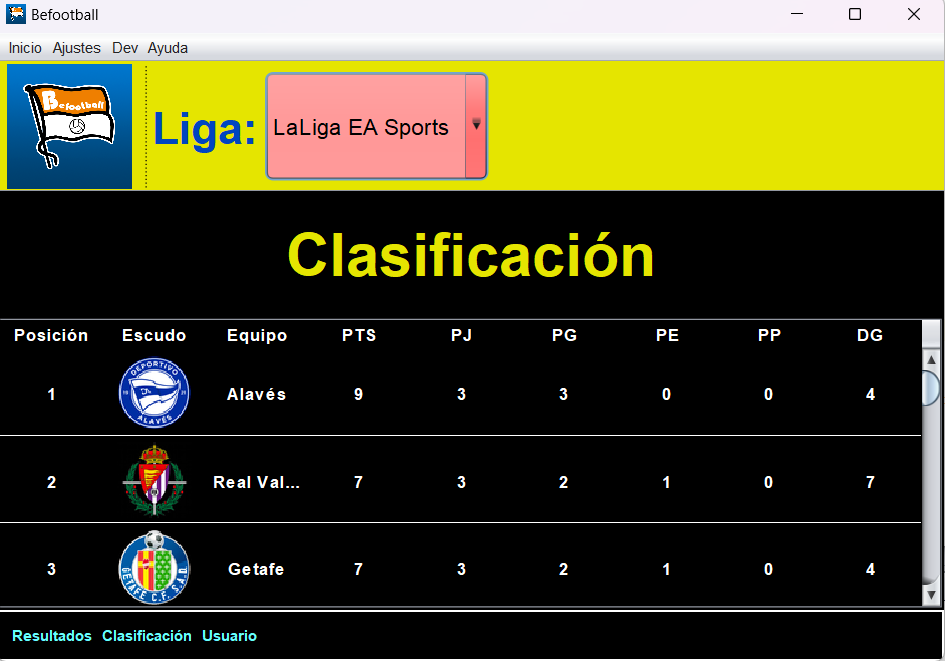 Befootball
Inicio Ajustes Dev Ayuda
Befootball
Liga: LaLiga EA Sports
Clasificación
Posición Escudo Equipo PTS PJ PG PE PP DG
DEPORTIVO
ALAVÉS
1 Alavés 9 3 3 0 0 4
2 Real Val... 7 3 2 1 0 7
3 Getafe 7 3 2 1 0 4
GETAFE C.F. S.A.D
Resultados Clasificación Usuario